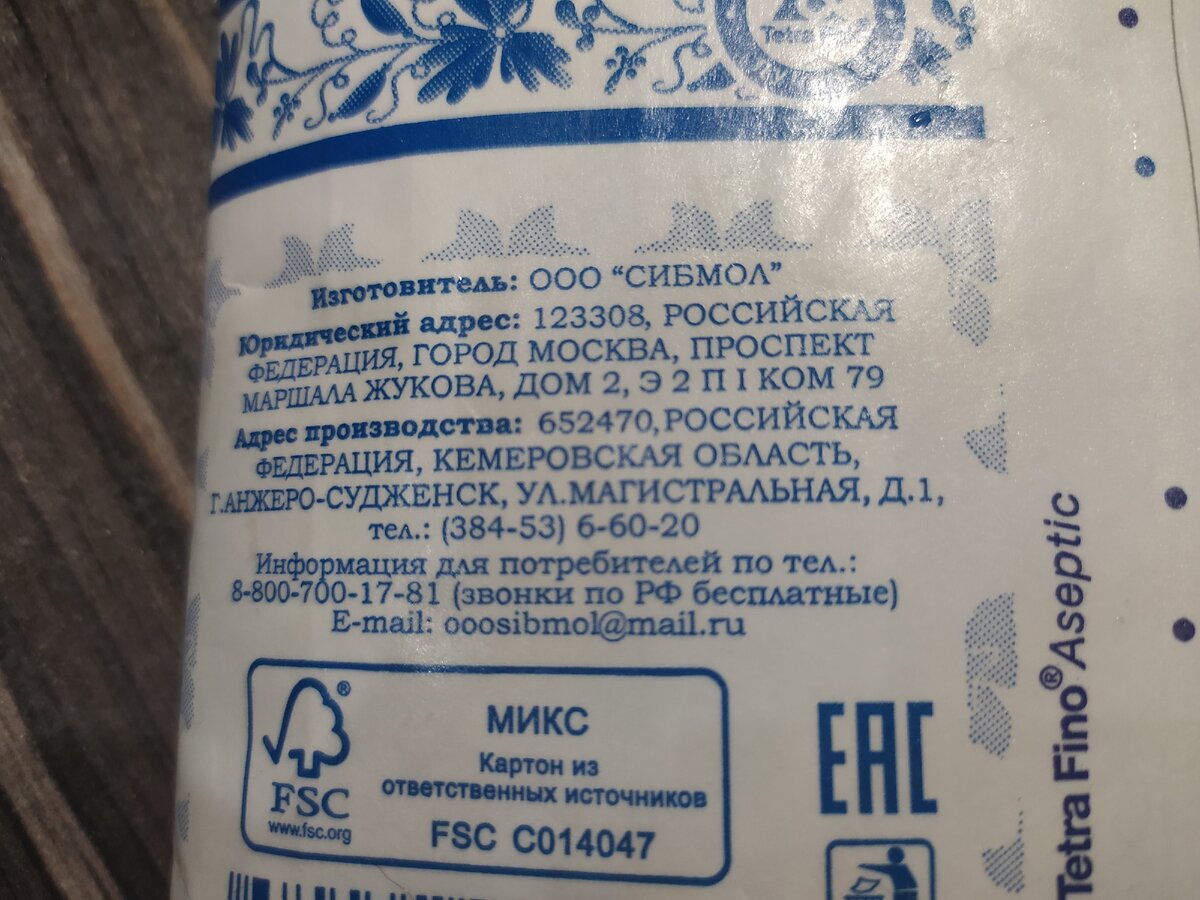 Tetra
Изготовитель: ООО “СИБМОЛ”
Юридический адрес: 123308, РОССИЙСКАЯ
ФЕДЕРАЦИЯ, ГОРОД МОСКВА, ПРОСПЕКТ
МАРШАЛА ЖУКОВА, ДОМ 2, Э 2 П I КОМ 79
Адрес производства: 652470, РОССИЙСКАЯ
ФЕДЕРАЦИЯ, КЕМЕРОВСКАЯ ОБЛАСТЬ,
Г.АНЖЕРО-СУДЖЕНСК, УЛ.МАГИСТРАЛЬНАЯ, Д.1,
тел.: (384-53) 6-60-20
Информация для потребителей по тел.:
8-800-700-17-81 (звонки по РФ бесплатные)
E-mail: ooosibmol@mail.ru
®
FSC
www.fsc.org
МИКС
Картон из
ответственных источников
FSC C014047
EAC
Tetra Fino® Aseptic